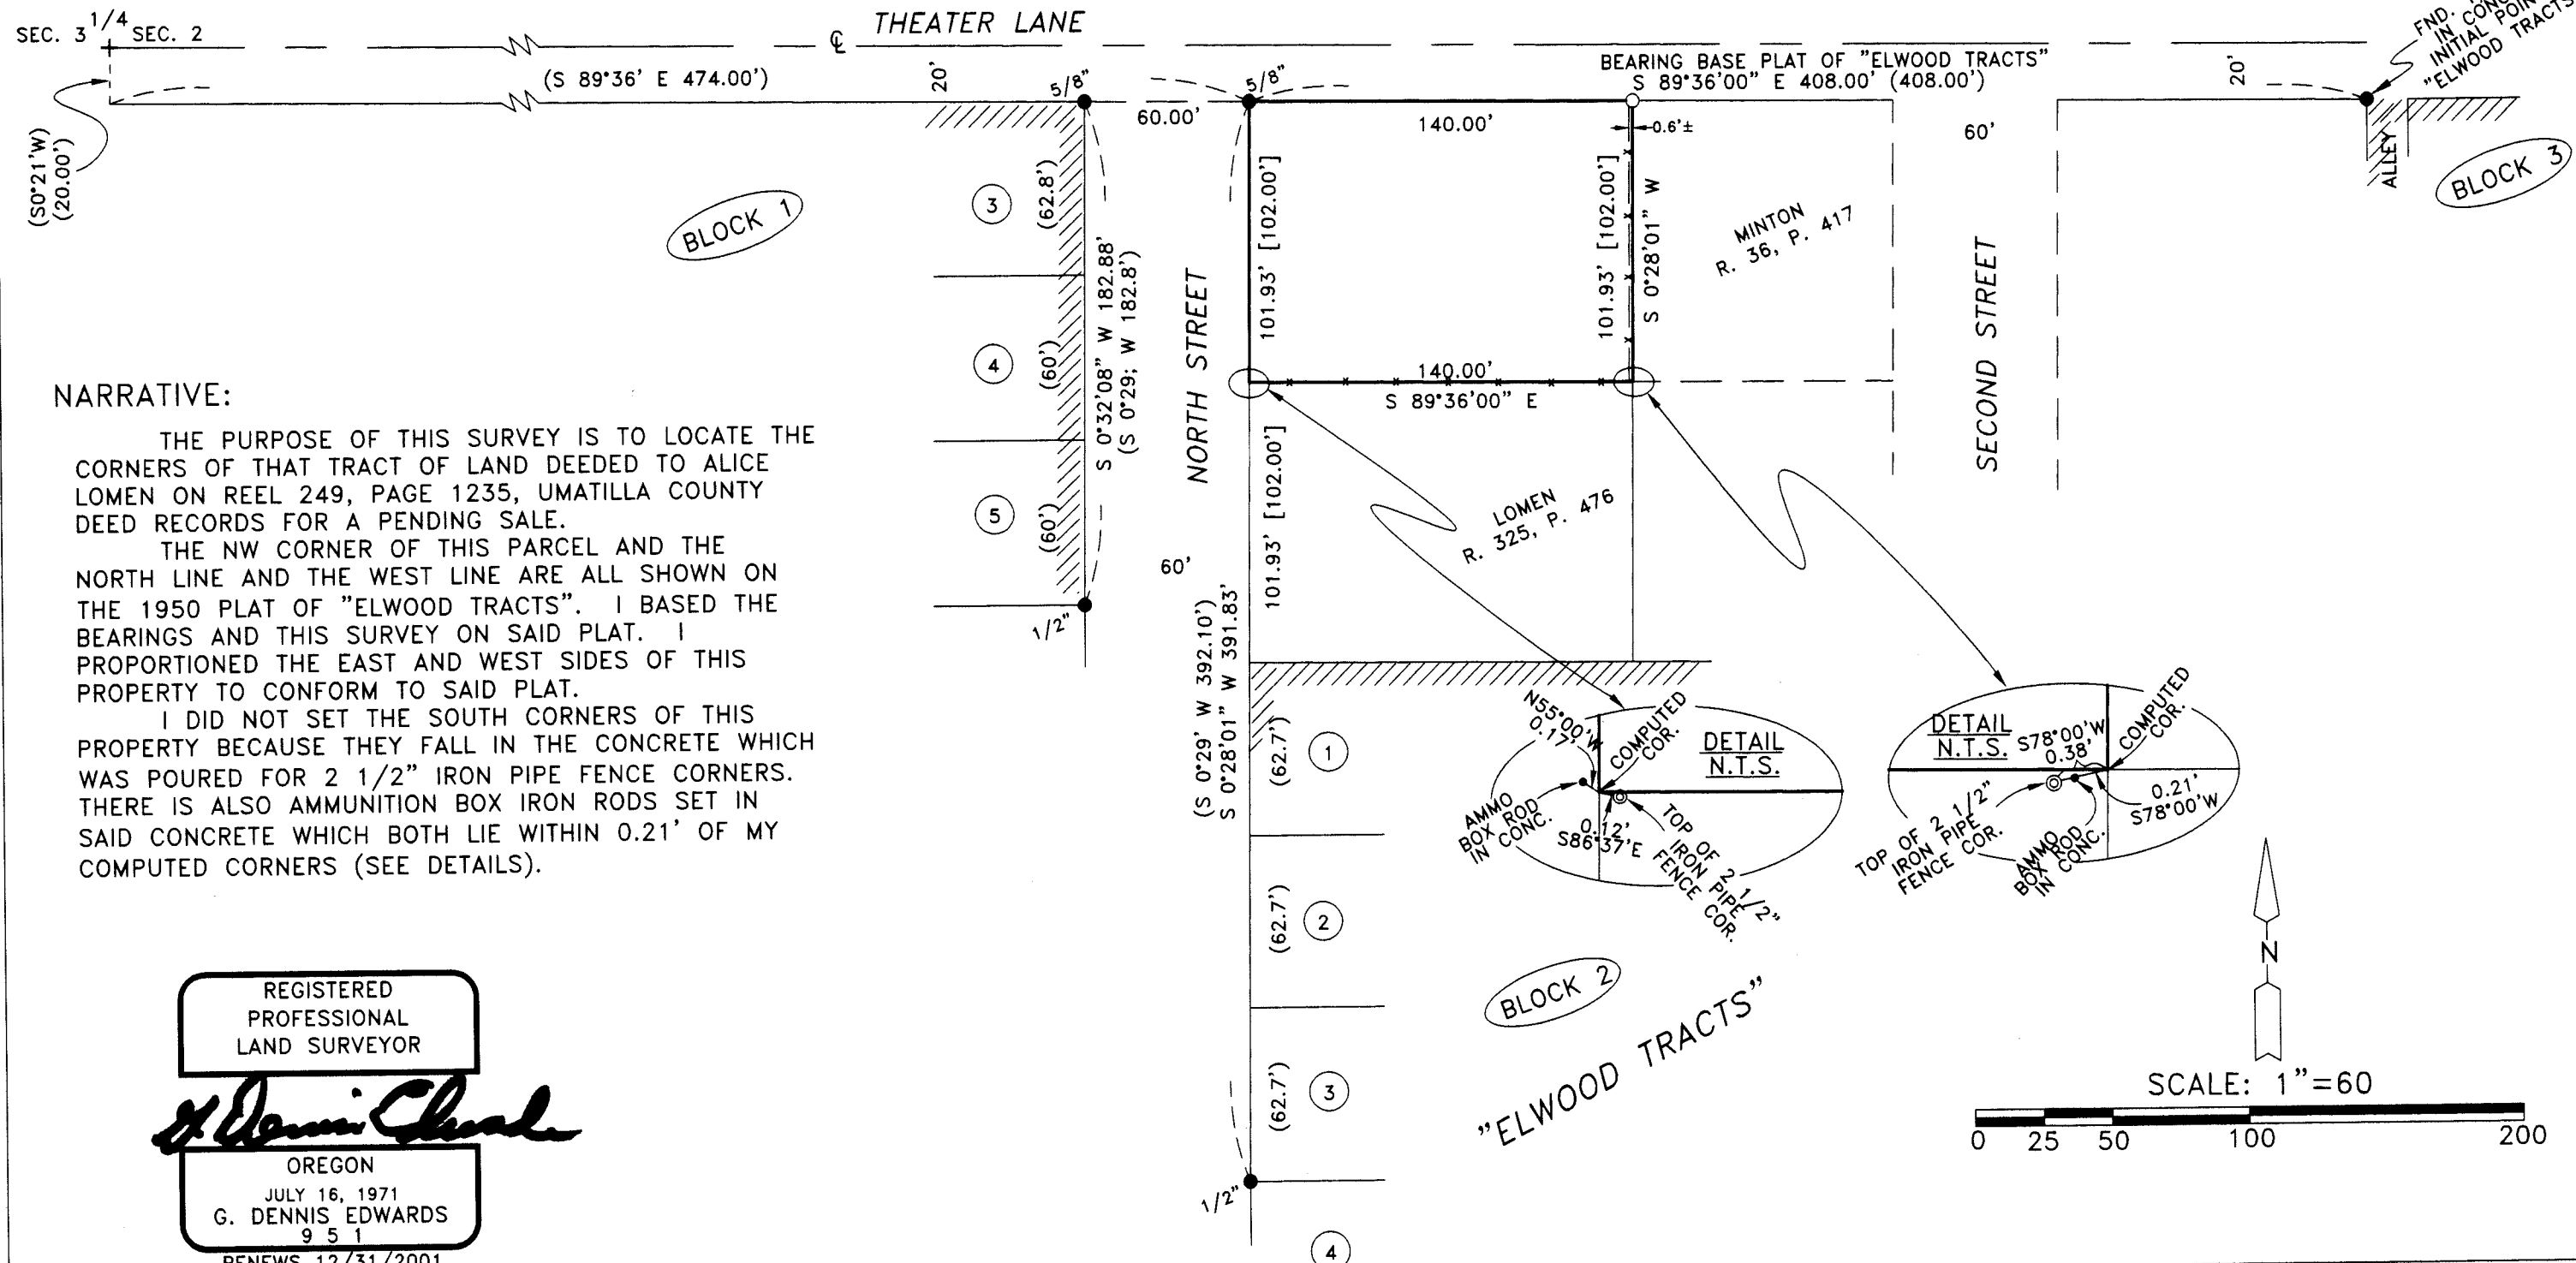 SEC. 3 1/4 SEC. 2
℄ THEATER LANE
FND.
IN CONC
INITIAL POINT
"ELWOOD TRACTS"
BEARING BASE PLAT OF "ELWOOD TRACTS"
S 89°36'00" E 408.00' (408.00')
(S 89°36' E 474.00')
20'
5/8"
5/8"
20'
(S0°21'W)
(20.00')
60.00'
140.00'
0.6'±
60'
ALLEY
BLOCK 3
BLOCK 1
3
(62.8')
4
(60')
5
(60')
S 0°32'08" W 182.88'
(S 0°29; W 182.8')
1/2"
NORTH STREET
60'
101.93' [102.00']
101.93' [102.00']
S 0°28'01" W
MINTON
R. 36, P. 417
SECOND STREET
140.00'
S 89°36'00" E
101.93' [102.00']
LOMEN
R. 325, P. 476
(S 0°29' W 392.10')
S 0°28'01" W 391.83'
NARRATIVE:
THE PURPOSE OF THIS SURVEY IS TO LOCATE THE
CORNERS OF THAT TRACT OF LAND DEEDED TO ALICE
LOMEN ON REEL 249, PAGE 1235, UMATILLA COUNTY
DEED RECORDS FOR A PENDING SALE.
THE NW CORNER OF THIS PARCEL AND THE
NORTH LINE AND THE WEST LINE ARE ALL SHOWN ON
THE 1950 PLAT OF "ELWOOD TRACTS". I BASED THE
BEARINGS AND THIS SURVEY ON SAID PLAT. I
PROPORTIONED THE EAST AND WEST SIDES OF THIS
PROPERTY TO CONFORM TO SAID PLAT.
I DID NOT SET THE SOUTH CORNERS OF THIS
PROPERTY BECAUSE THEY FALL IN THE CONCRETE WHICH
WAS POURED FOR 2 1/2" IRON PIPE FENCE CORNERS.
THERE IS ALSO AMMUNITION BOX IRON RODS SET IN
SAID CONCRETE WHICH BOTH LIE WITHIN 0.21' OF MY
COMPUTED CORNERS (SEE DETAILS).
N55°00'W
0.17'
COMPUTED
COR.
DETAIL
N.T.S.
AMMO
BOX ROD
IN CONC.
0.12'
S86°37'E
TOP OF 2 1/2"
IRON PIPE
FENCE COR.
DETAIL
N.T.S.
S78°00'W
0.38'
COMPUTED
COR.
0.21'
S78°00'W
TOP OF 2 1/2"
IRON PIPE
FENCE COR.
AMMO
BOX ROD
IN CONC.
(62.7')
1
(62.7')
2
(62.7')
3
1/2"
4
BLOCK 2
"ELWOOD TRACTS"
N
SCALE: 1"=60
0 25 50 100 200
REGISTERED
PROFESSIONAL
LAND SURVEYOR
G. Dennis Edwards
OREGON
JULY 16, 1971
G. DENNIS EDWARDS
951
RENEWS 12/31/2001